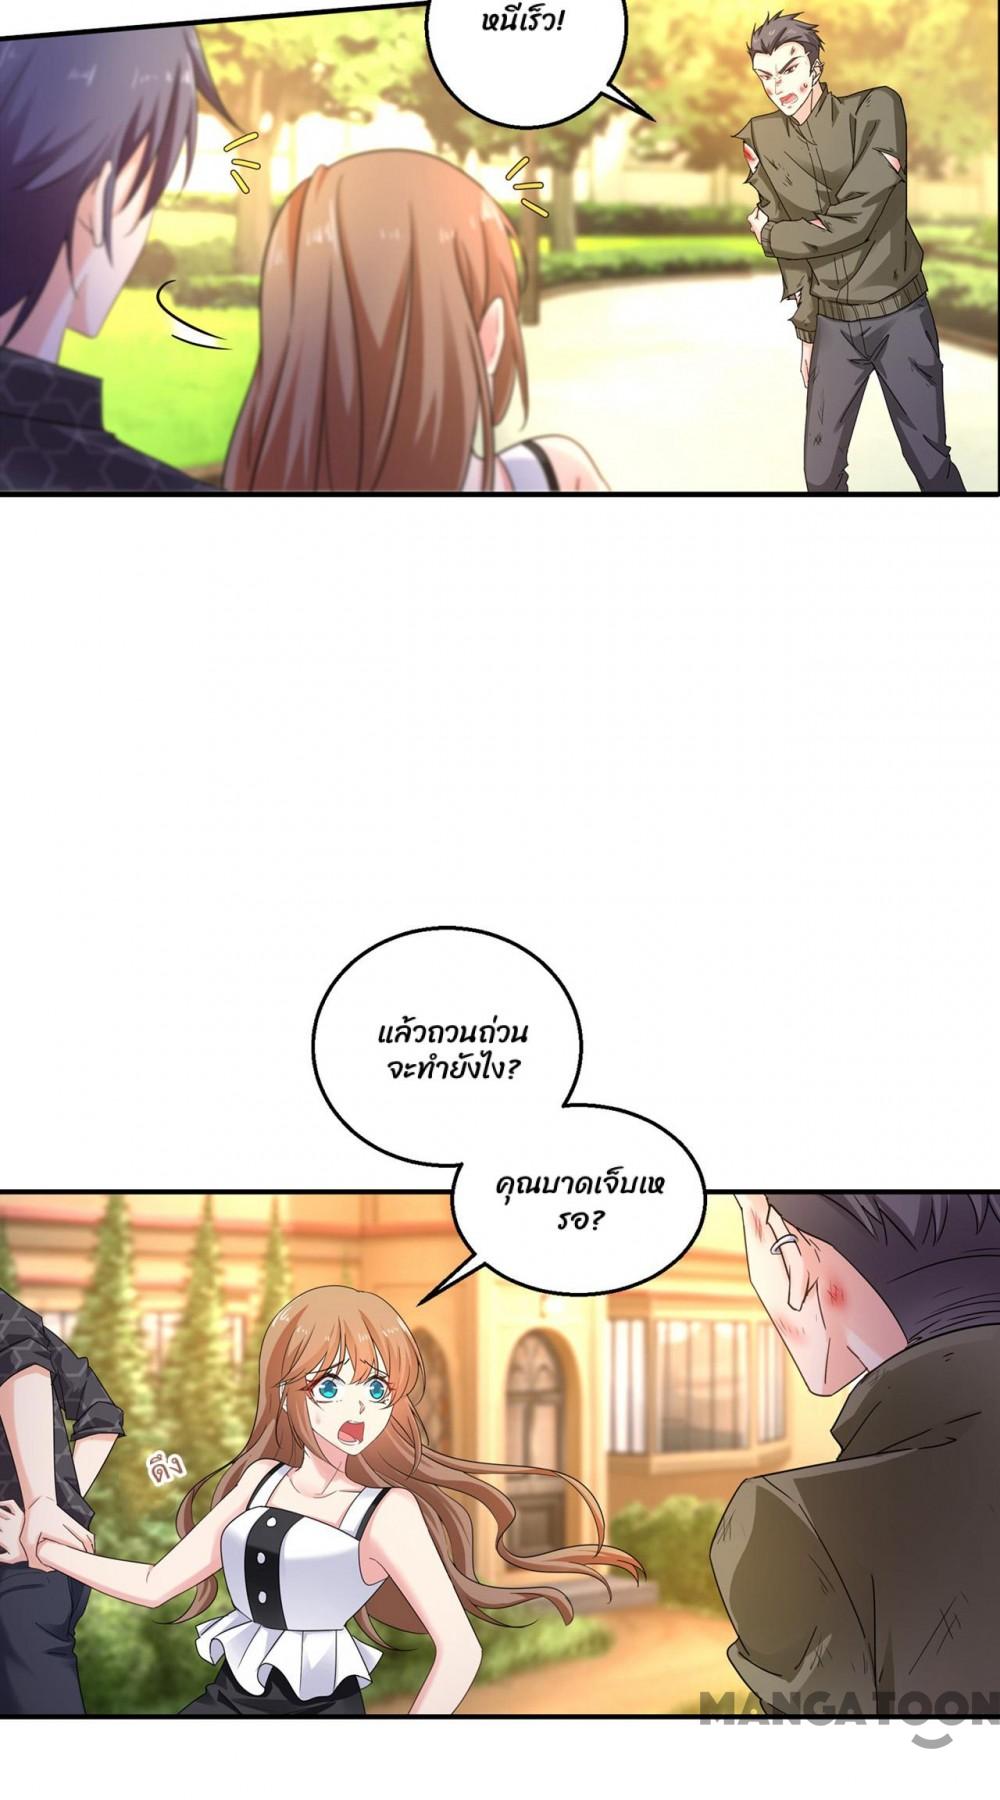 หนีเร็ว!
แล้วถวนถ่วน
จะทำยังไง?
คุณบาดเจ็บเห
รอ?
ดึง
MANGATOON